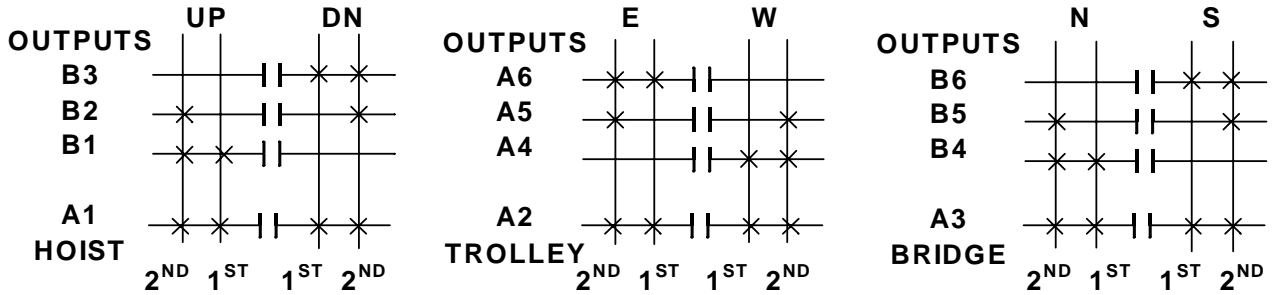 UP DN
OUTPUTS
B3
B2
B1
A1
HOIST
2ND 1ST 1ST 2ND
E W
OUTPUTS
A6
A5
A4
A2
TROLLEY
2ND 1ST 1ST 2ND
N S
OUTPUTS
B6
B5
B4
A3
BRIDGE
2ND 1ST 1ST 2ND